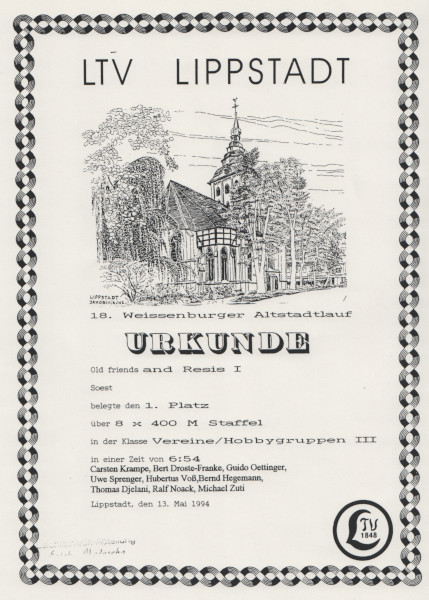 LTV LIPPSTADT
LIPPSTADT
18. Weissenburger Altstadtlauf
URKUNDE
Old friends and Resis I
Soest
belegte den 1. Platz
über 8 x 400 M Staffel
in der Klasse Vereine/Hobbygruppen III
in einer Zeit von 6:54
Carsten Krampe, Bert Droste-Franke, Guido Oettinger,
Uwe Sprenger, Hubertus Voß,Bernd Hegemann,
Thomas Djelani, Ralf Noack, Michael Zuti
Lippstadt, den 13. Mai 1994
LTV
1848